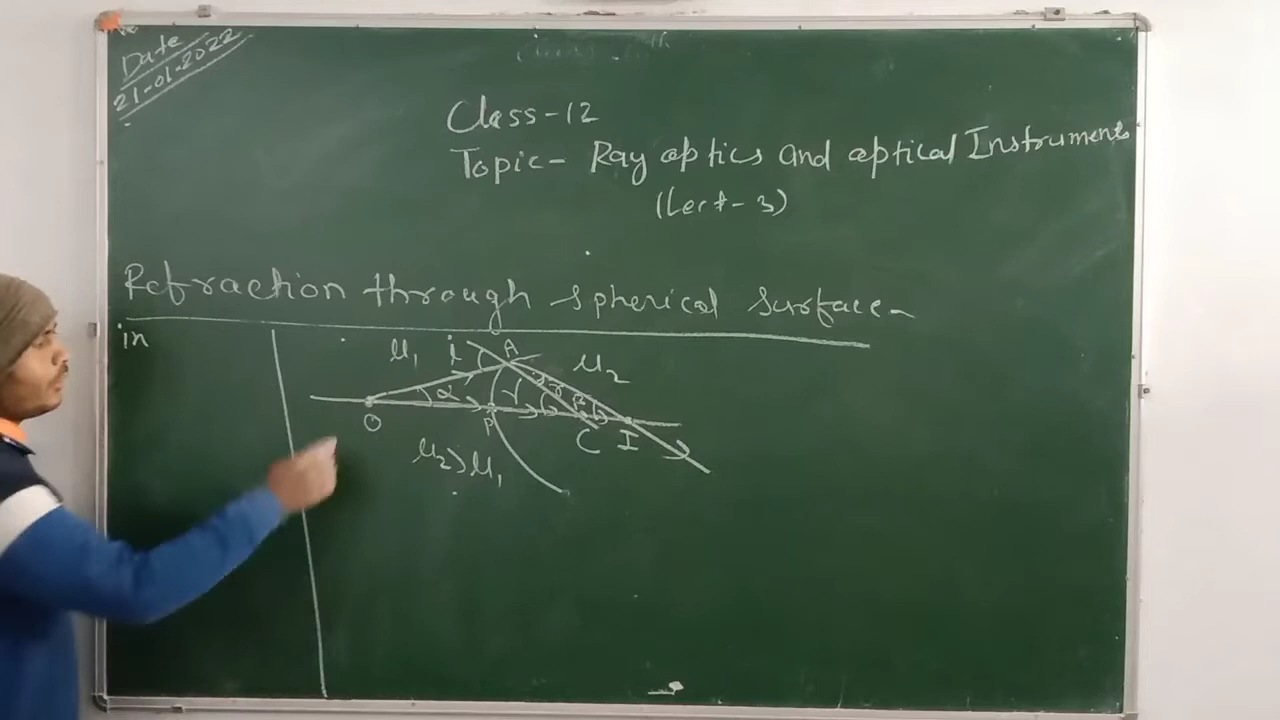 Date
21-01-2022
Class-12
Topic- Ray optics and optical Instruments
(Lect-3)
Refraction through spherical surface-
in
μ1 i A μ2
α γ r β
O P C I
μ2>μ1